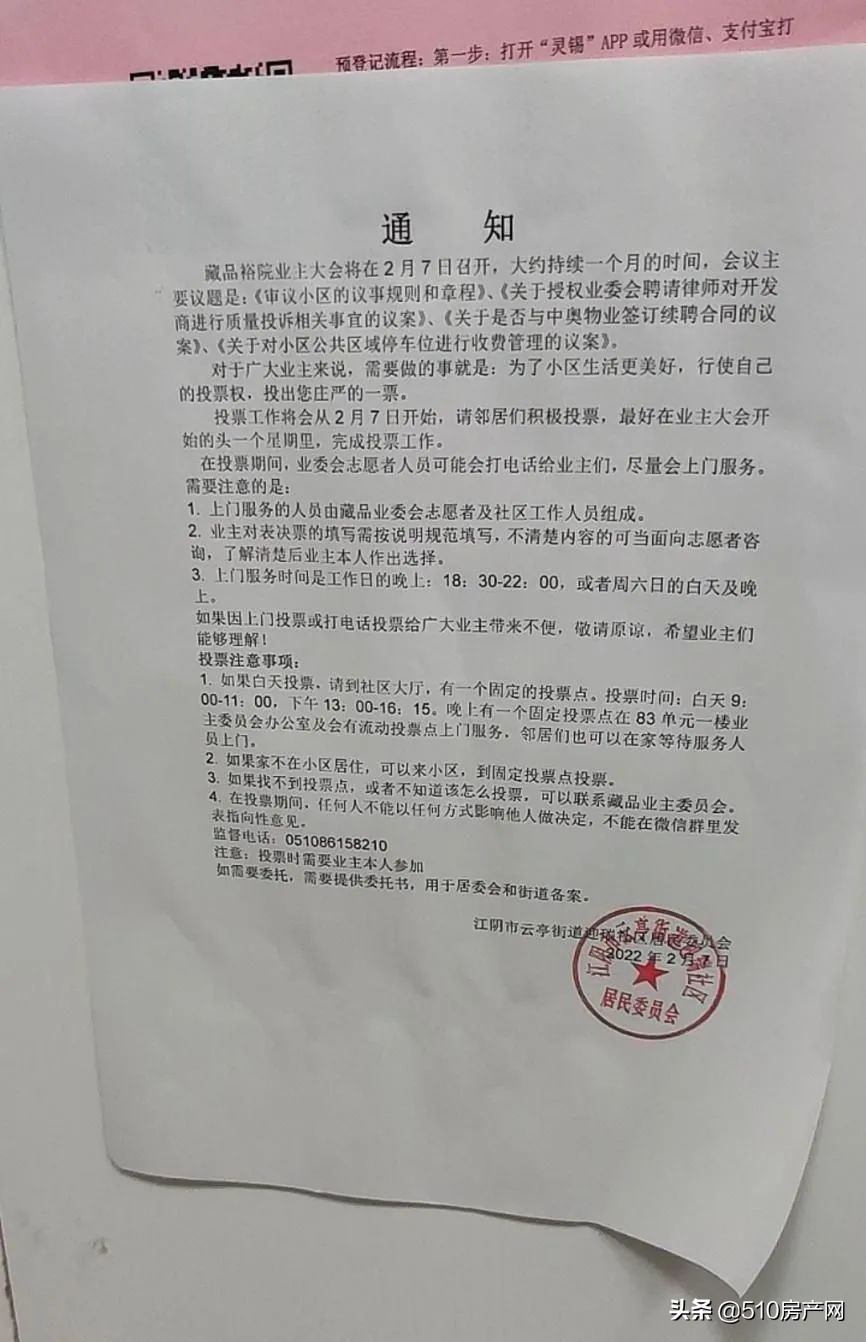 预登记流程：第一步：打开“灵锡”APP或用微信、支付宝打
通 知
藏品裕院业主大会将在2月7日召开，大约持续一个月的时间，会议主
要议题是：《审议小区的议事规则和章程》、《关于授权业委会聘请律师对开发
商进行质量投诉相关事宜的议案》、《关于是否与中奥物业签订续聘合同的议
案》、《关于对小区公共区域停车位进行收费管理的议案》。
对于广大业主来说，需要做的事就是：为了小区生活更美好，行使自己
的投票权，投出您庄严的一票。
投票工作将会从2月7日开始，请邻居们积极投票，最好在业主大会开
始的头一个星期里，完成投票工作。
在投票期间，业委会志愿者人员可能会打电话给业主们，尽量会上门服务。
需要注意的是：
1. 上门服务的人员由藏品业委会志愿者及社区工作人员组成。
2. 业主对表决票的填写需按说明规范填写，不清楚内容的可当面向志愿者咨
询，了解清楚后业主本人作出选择。
3. 上门服务时间是工作日的晚上：18：30-22：00，或者周六日的白天及晚
上。
如果因上门投票或打电话投票给广大业主带来不便，敬请原谅，希望业主们
能够理解！
投票注意事项：
1. 如果白天投票、请到社区大厅，有一个固定的投票点。投票时间：白天9：
00-11：00，下午13：00-16：15。晚上有一个固定投票点在83单元一楼业
主委员会办公室及会有流动投票点上门服务，邻居们也可以在家等待服务人
员上门。
2. 如果家不在小区居住，可以来小区，到固定投票点投票。
3. 如果找不到投票点，或者不知道该怎么投票，可以联系藏品业主委员会。
4. 在投票期间，任何人不能以任何方式影响他人做决定，不能在微信群里发
表指向性意见。
监督电话：051086158210
注意：投票时需要业主本人参加
如需要委托，需要提供委托书，用于居委会和街道备案。
江阴市云亭街道迎瑞社区居民委员会
2022年2月7日
居民委员会
头条 @510房产网